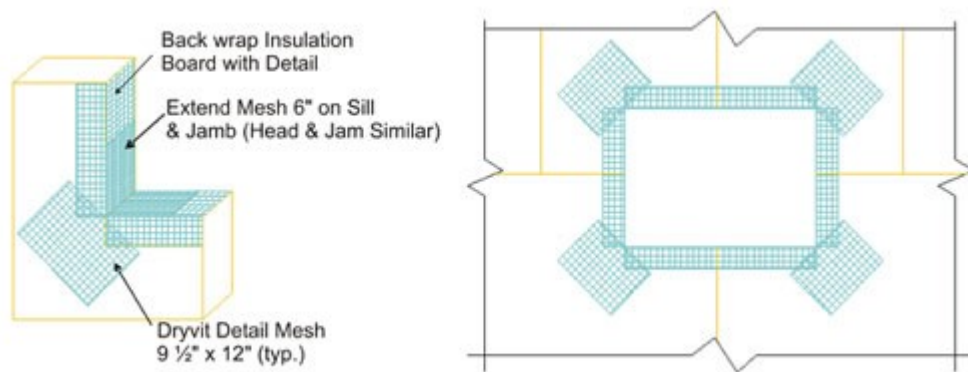 Back wrap Insulation
Board with Detail
Extend Mesh 6" on Sill
& Jamb (Head & Jam Similar)
Dryvit Detail Mesh
9 ½" x 12" (typ.)